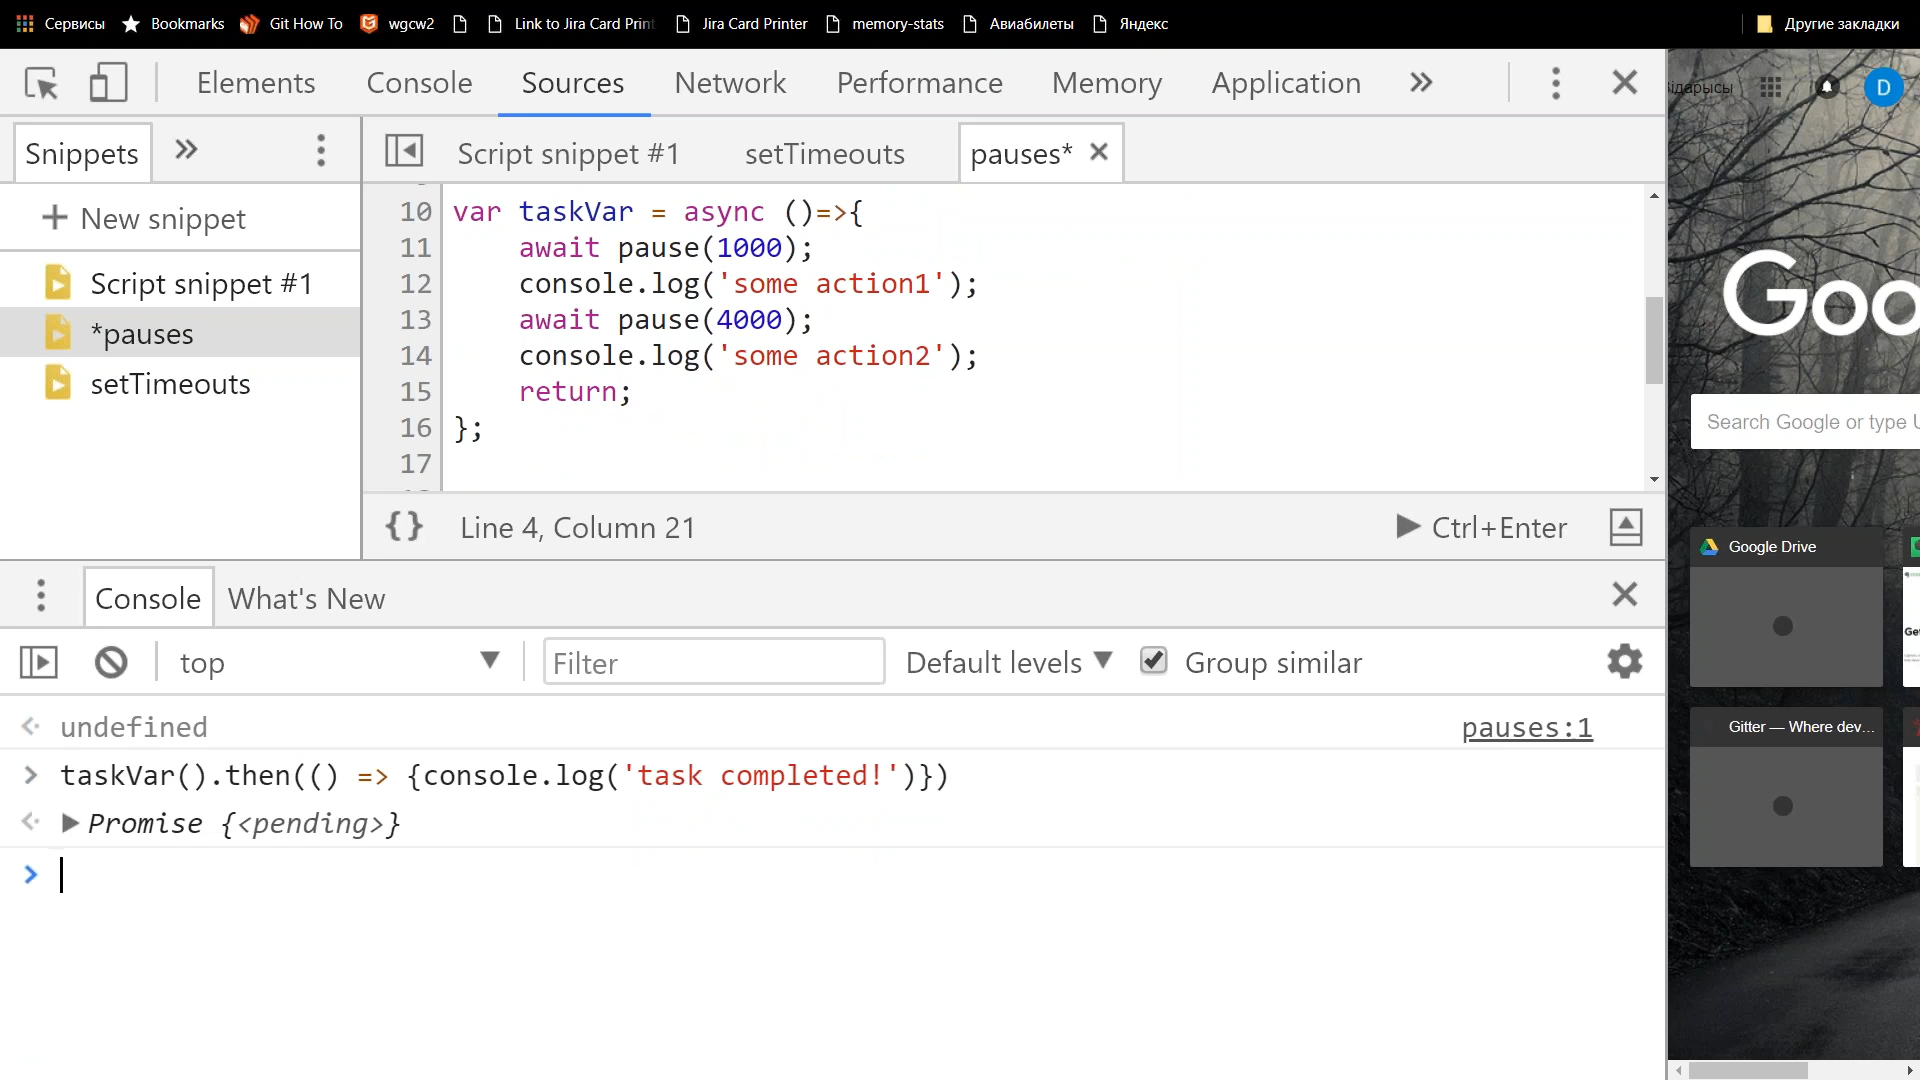 Сервисы Bookmarks Git How To wgcw2 Link to Jira Card Print Jira Card Printer memory-stats Авиабилеты Яндекс Другие закладки
Elements Console Sources Network Performance Memory Application »
D
Snippets » Script snippet #1 setTimeouts pauses* ×
+ New snippet
Script snippet #1
*pauses
setTimeouts
10 var taskVar = async ()=>{
11 await pause(1000);
12 console.log('some action1');
13 await pause(4000);
14 console.log('some action2');
15 return;
16 };
17
{} Line 4, Column 21 Ctrl+Enter
Console What's New
top Filter Default levels Group similar
undefined pauses:1
> taskVar().then(() => {console.log('task completed!')})
Promise {<pending>}
>
Goo
Search Google or type U
Google Drive
Gitter — Where dev...